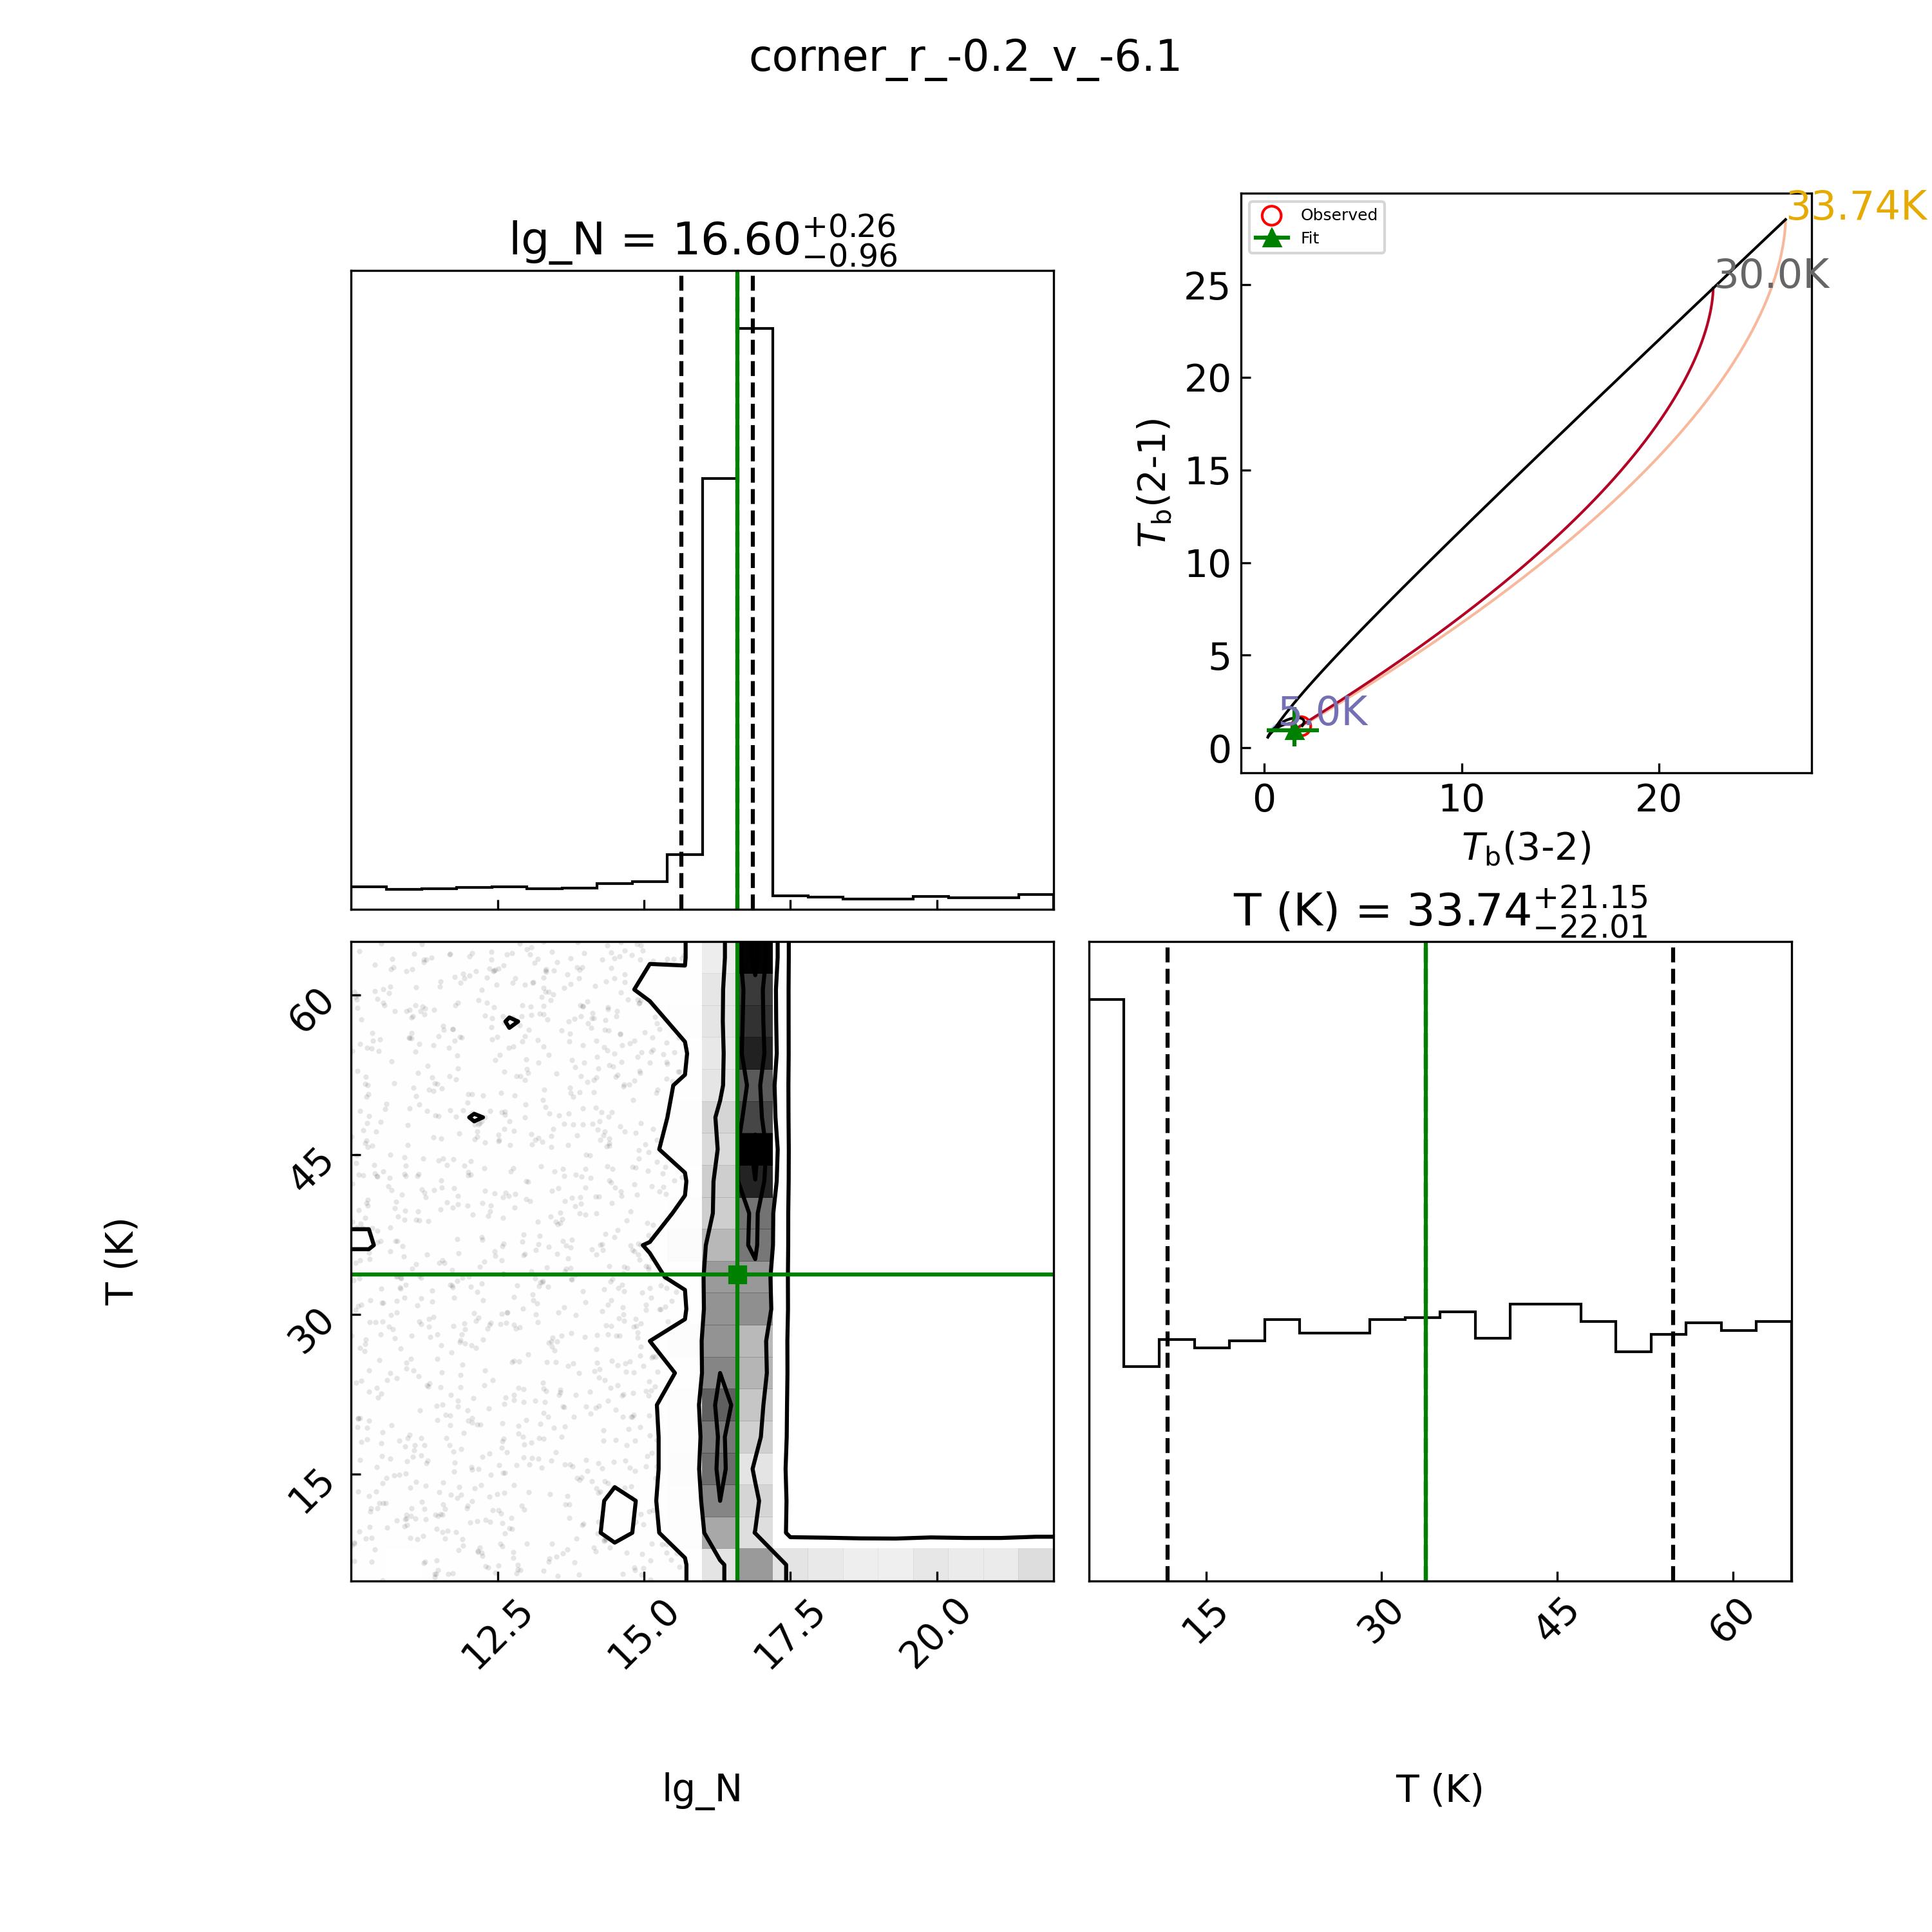 corner_r_-0.2_v_-6.1
lg_N = 16.60+0.26−0.96
33.74K
30.0K
5.0K
Observed
Fit
25
20
15
10
5
0
Tb(2-1)
0 10 20
Tb(3-2)
T (K) = 33.74+21.15−22.01
60
45
30
15
T (K)
12.5 15.0 17.5 20.0
lg_N
15 30 45 60
T (K)